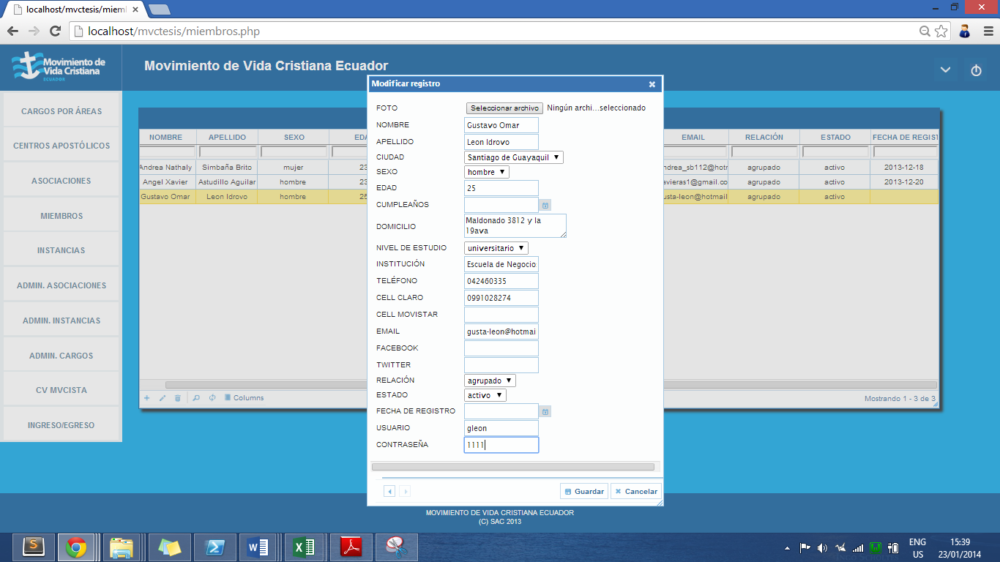 localhost/mvctesis/miem
localhost/mvctesis/miembros.php
Movimiento de
Vida Cristiana
ECUADOR
Movimiento de Vida Cristiana Ecuador
CARGOS POR ÁREAS
CENTROS APOSTÓLICOS
ASOCIACIONES
MIEMBROS
INSTANCIAS
ADMIN. ASOCIACIONES
ADMIN. INSTANCIAS
ADMIN. CARGOS
CV MVCISTA
INGRESO/EGRESO
NOMBRE APELLIDO SEXO EDA EMAIL RELACIÓN ESTADO FECHA DE REGIST
Andrea Nathaly Simbaña Brito mujer 23 ndrea_sb112@hotr agrupado activo 2013-12-18
Angel Xavier Astudillo Aguilar hombre 23 avieras1@gmail.co agrupado activo 2013-12-20
Gustavo Omar Leon Idrovo hombre 25 usta-leon@hotmail agrupado activo
Columns
Mostrando 1 - 3 de 3
Modificar registro
FOTO Seleccionar archivo Ningún archi...seleccionado
NOMBRE Gustavo Omar
APELLIDO Leon Idrovo
CIUDAD Santiago de Guayaquil
SEXO hombre
EDAD 25
CUMPLEAÑOS
DOMICILIO Maldonado 3812 y la
19ava
NIVEL DE ESTUDIO universitario
INSTITUCIÓN Escuela de Negocio
TELÉFONO 042460335
CELL CLARO 0991028274
CELL MOVISTAR
EMAIL gusta-leon@hotmai
FACEBOOK
TWITTER
RELACIÓN agrupado
ESTADO activo
FECHA DE REGISTRO
USUARIO gleon
CONTRASEÑA 1111
Guardar Cancelar
MOVIMIENTO DE VIDA CRISTIANA ECUADOR
(C) SAC 2013
ENG 15:39
US 23/01/2014